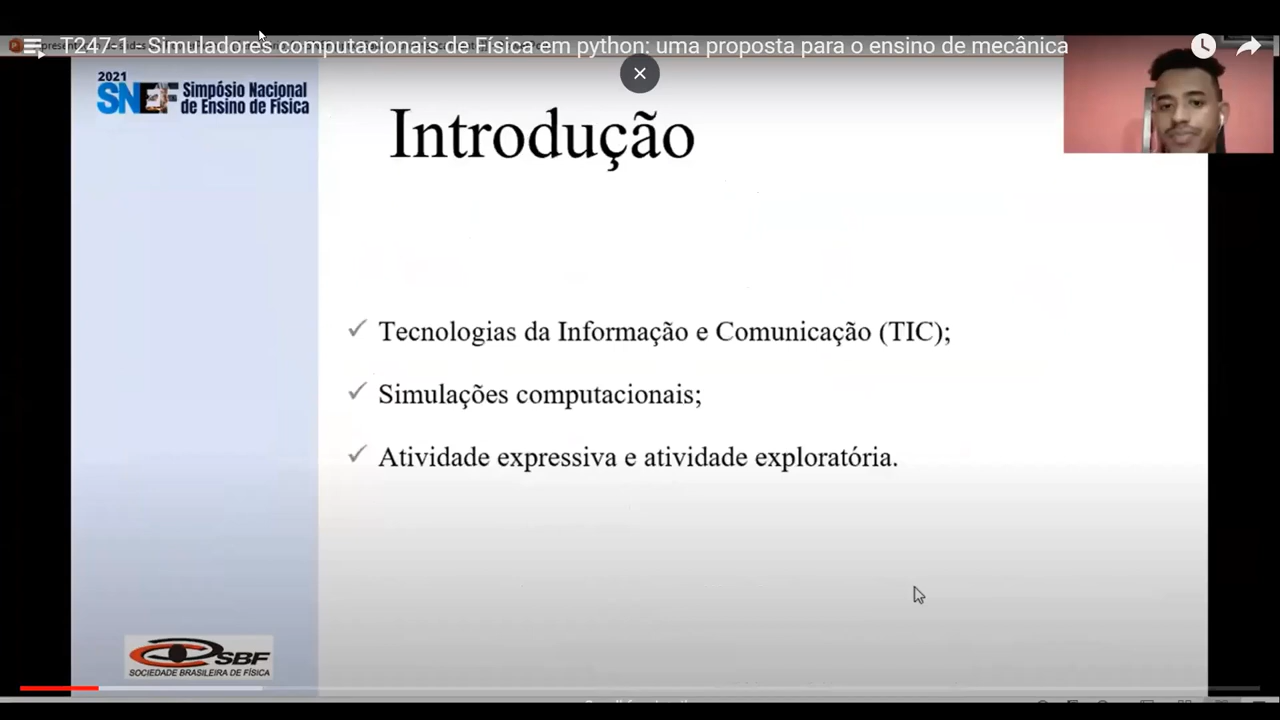 T247-1 - Simuladores computacionais de Física em python: uma proposta para o ensino de mecânica
2021
SNEF Simpósio Nacional
de Ensino de Física
Introdução
✓ Tecnologias da Informação e Comunicação (TIC);
✓ Simulações computacionais;
✓ Atividade expressiva e atividade exploratória.
SBF
SOCIEDADE BRASILEIRA DE FÍSICA